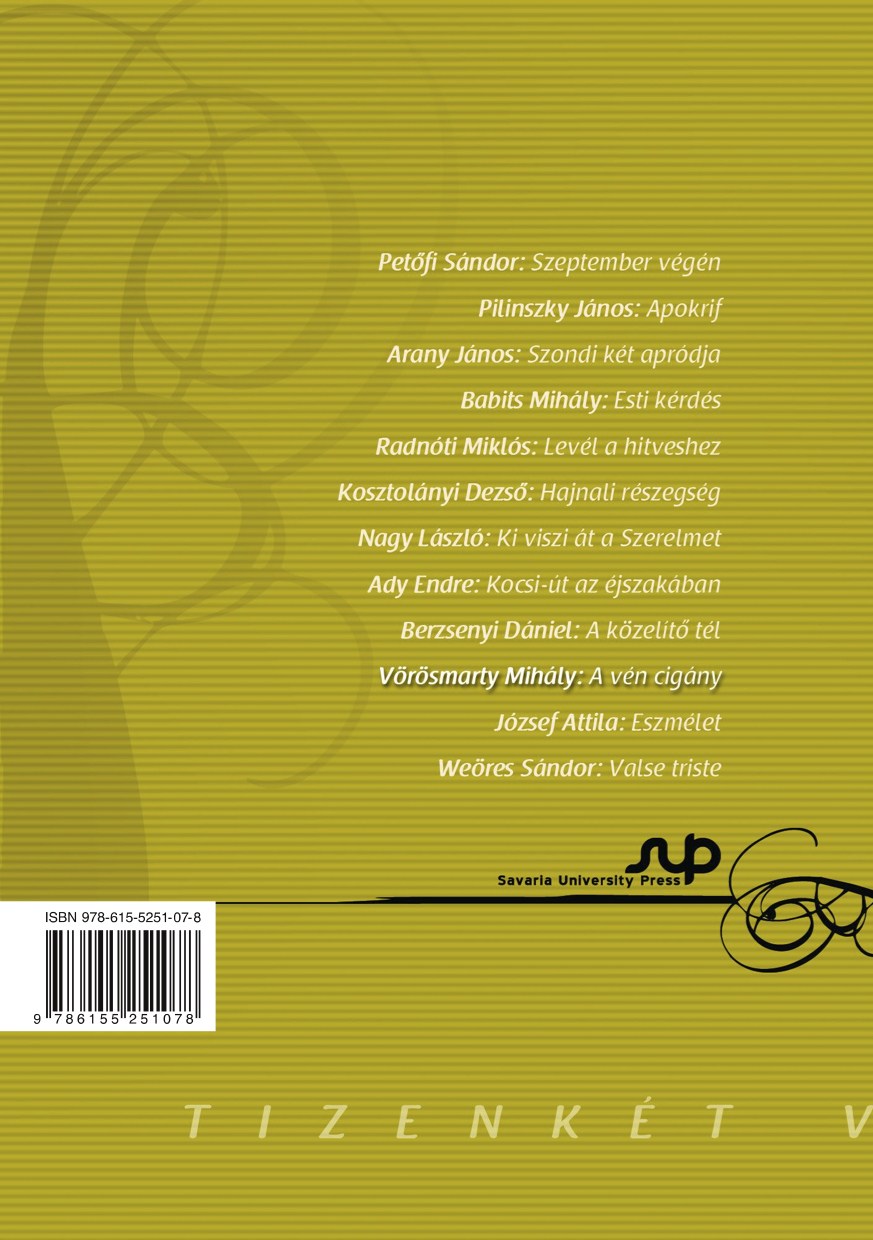 Petőfi Sándor: Szeptember végén
Pilinszky János: Apokrif
Arany János: Szondi két apródja
Babits Mihály: Esti kérdés
Radnóti Miklós: Levél a hitveshez
Kosztolányi Dezső: Hajnali részegség
Nagy László: Ki viszi át a Szerelmet
Ady Endre: Kocsi-út az éjszakában
Berzsenyi Dániel: A közelítő tél
Vörösmarty Mihály: A vén cigány
József Attila: Eszmélet
Weöres Sándor: Valse triste
sup
Savaria University Press
ISBN 978-615-5251-07-8
9 786155 251078
TIZENKÉT V